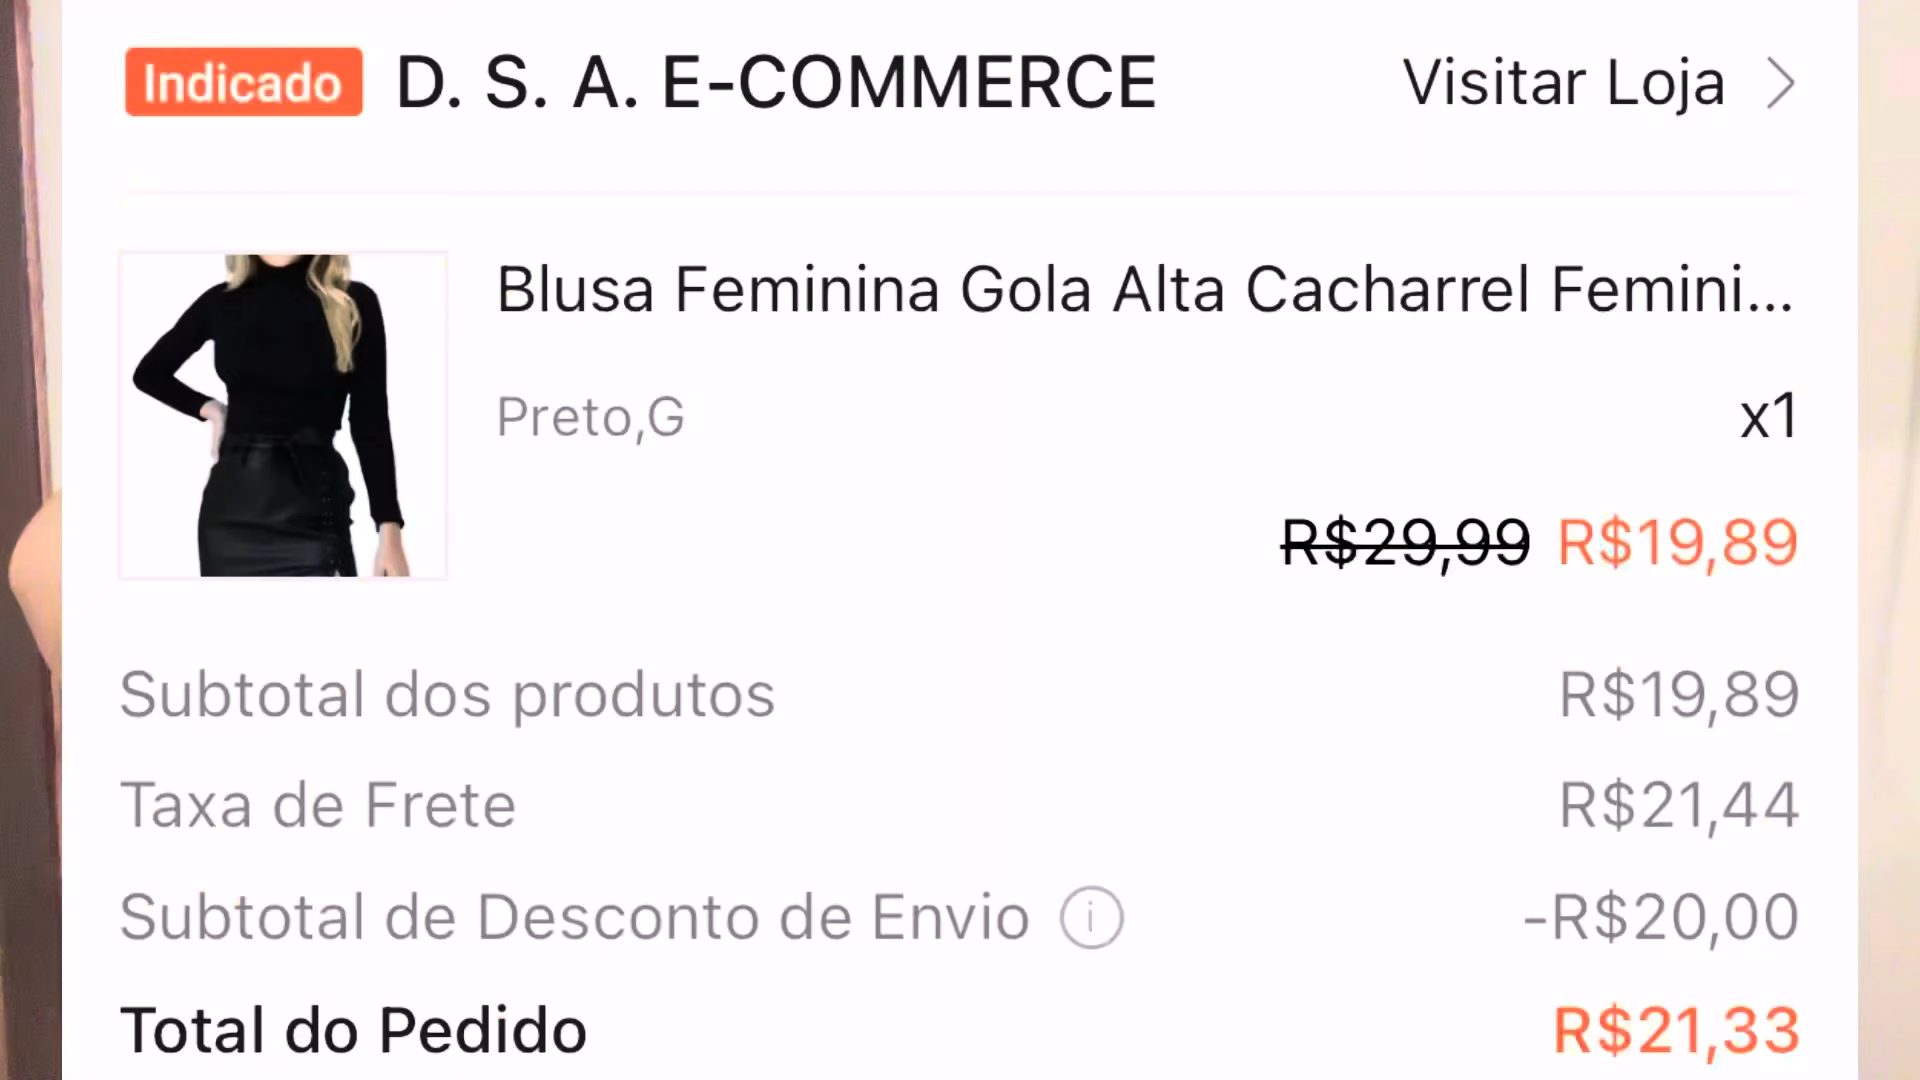 Indicado D. S. A. E-COMMERCE Visitar Loja
Blusa Feminina Gola Alta Cacharrel Femini...
Preto,G x1
R$29,99 R$19,89
Subtotal dos produtos R$19,89
Taxa de Frete R$21,44
Subtotal de Desconto de Envio i -R$20,00
Total do Pedido R$21,33